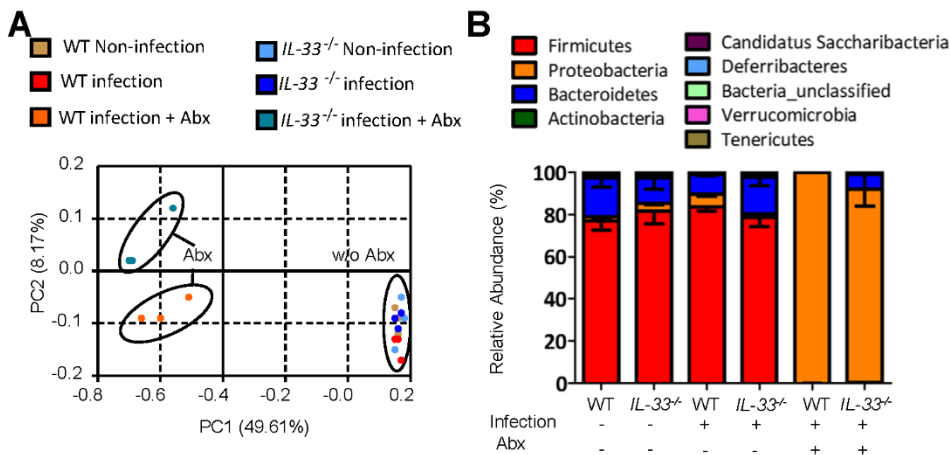 A
WT Non-infection
IL-33-/- Non-infection
WT infection
IL-33 -/- infection
WT infection + Abx
IL-33-/- infection + Abx
0.2
0.1
0.0
-0.1
-0.2
PC2 (8.17%)
Abx
w/o Abx
-0.8
-0.6
-0.4
-0.2
0.0
0.2
PC1 (49.61%)
B
Firmicutes
Proteobacteria
Bacteroidetes
Actinobacteria
Candidatus Saccharibacteria
Deferribacteres
Bacteria_unclassified
Verrucomicrobia
Tenericutes
Relative Abundance (%)
100
80
60
40
20
0
WT IL-33-/- WT IL-33-/- WT IL-33-/-
Infection - - + + + +
Abx - - - - + +